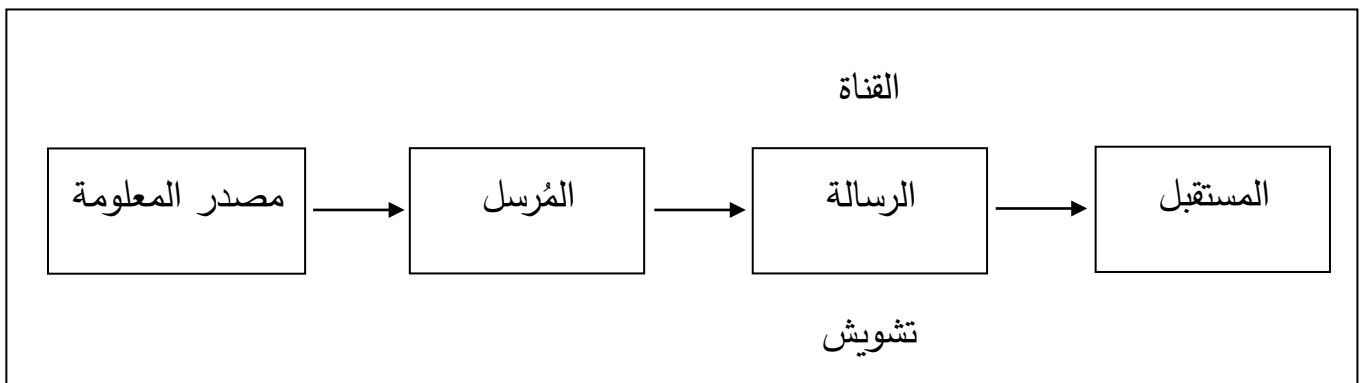 القناة
مصدر المعلومة
المُرسل
الرسالة
المستقبل
تشويش